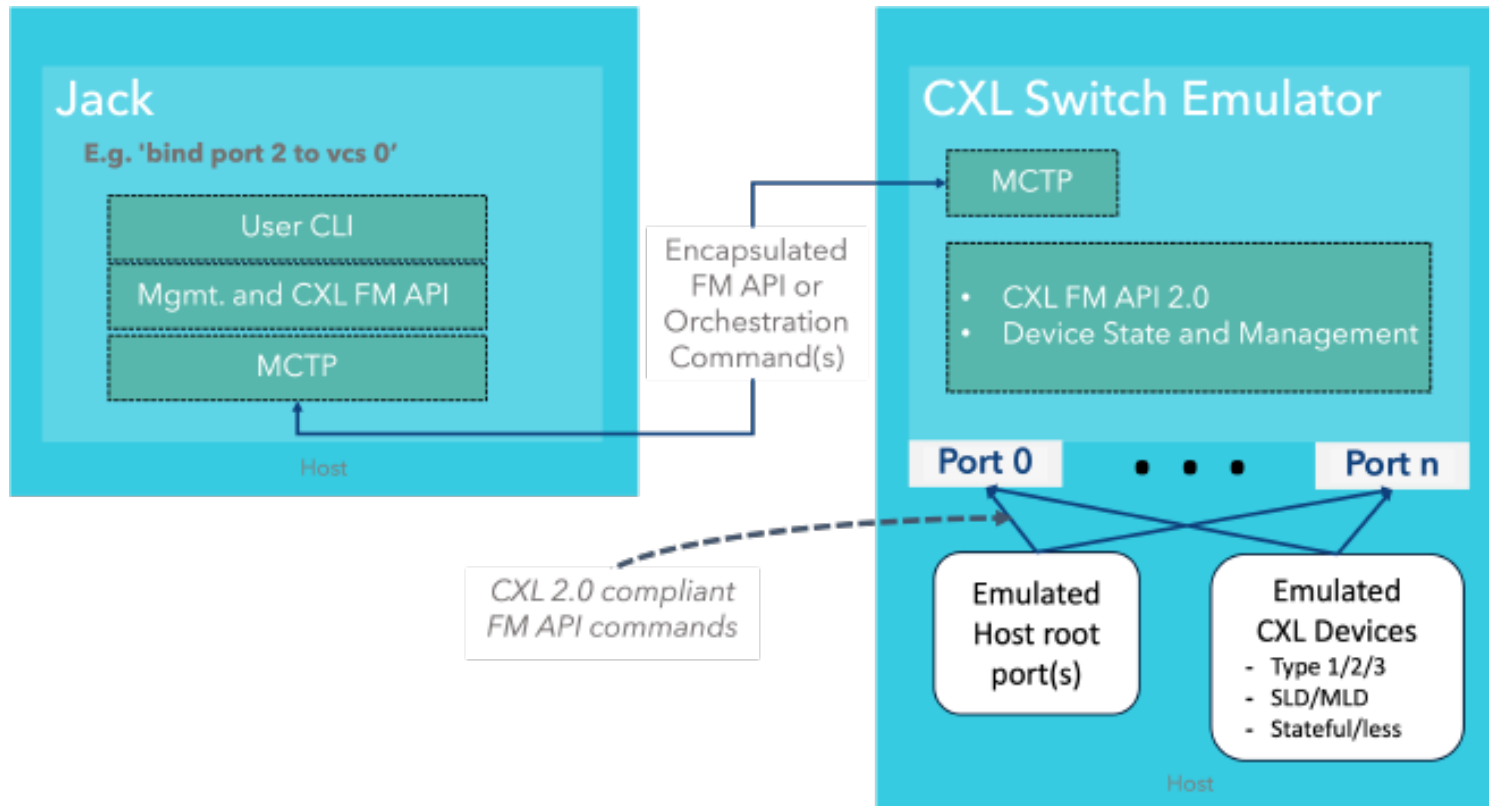 Jack
E.g. 'bind port 2 to vcs 0'
User CLI
Mgmt. and CXL FM API
MCTP
Host
Encapsulated
FM API or
Orchestration
Command(s)
CXL Switch Emulator
MCTP
• CXL FM API 2.0
• Device State and Management
Port 0
• • •
Port n
CXL 2.0 compliant
FM API commands
Emulated
Host root
port(s)
Emulated
CXL Devices
- Type 1/2/3
- SLD/MLD
- Stateful/less
Host